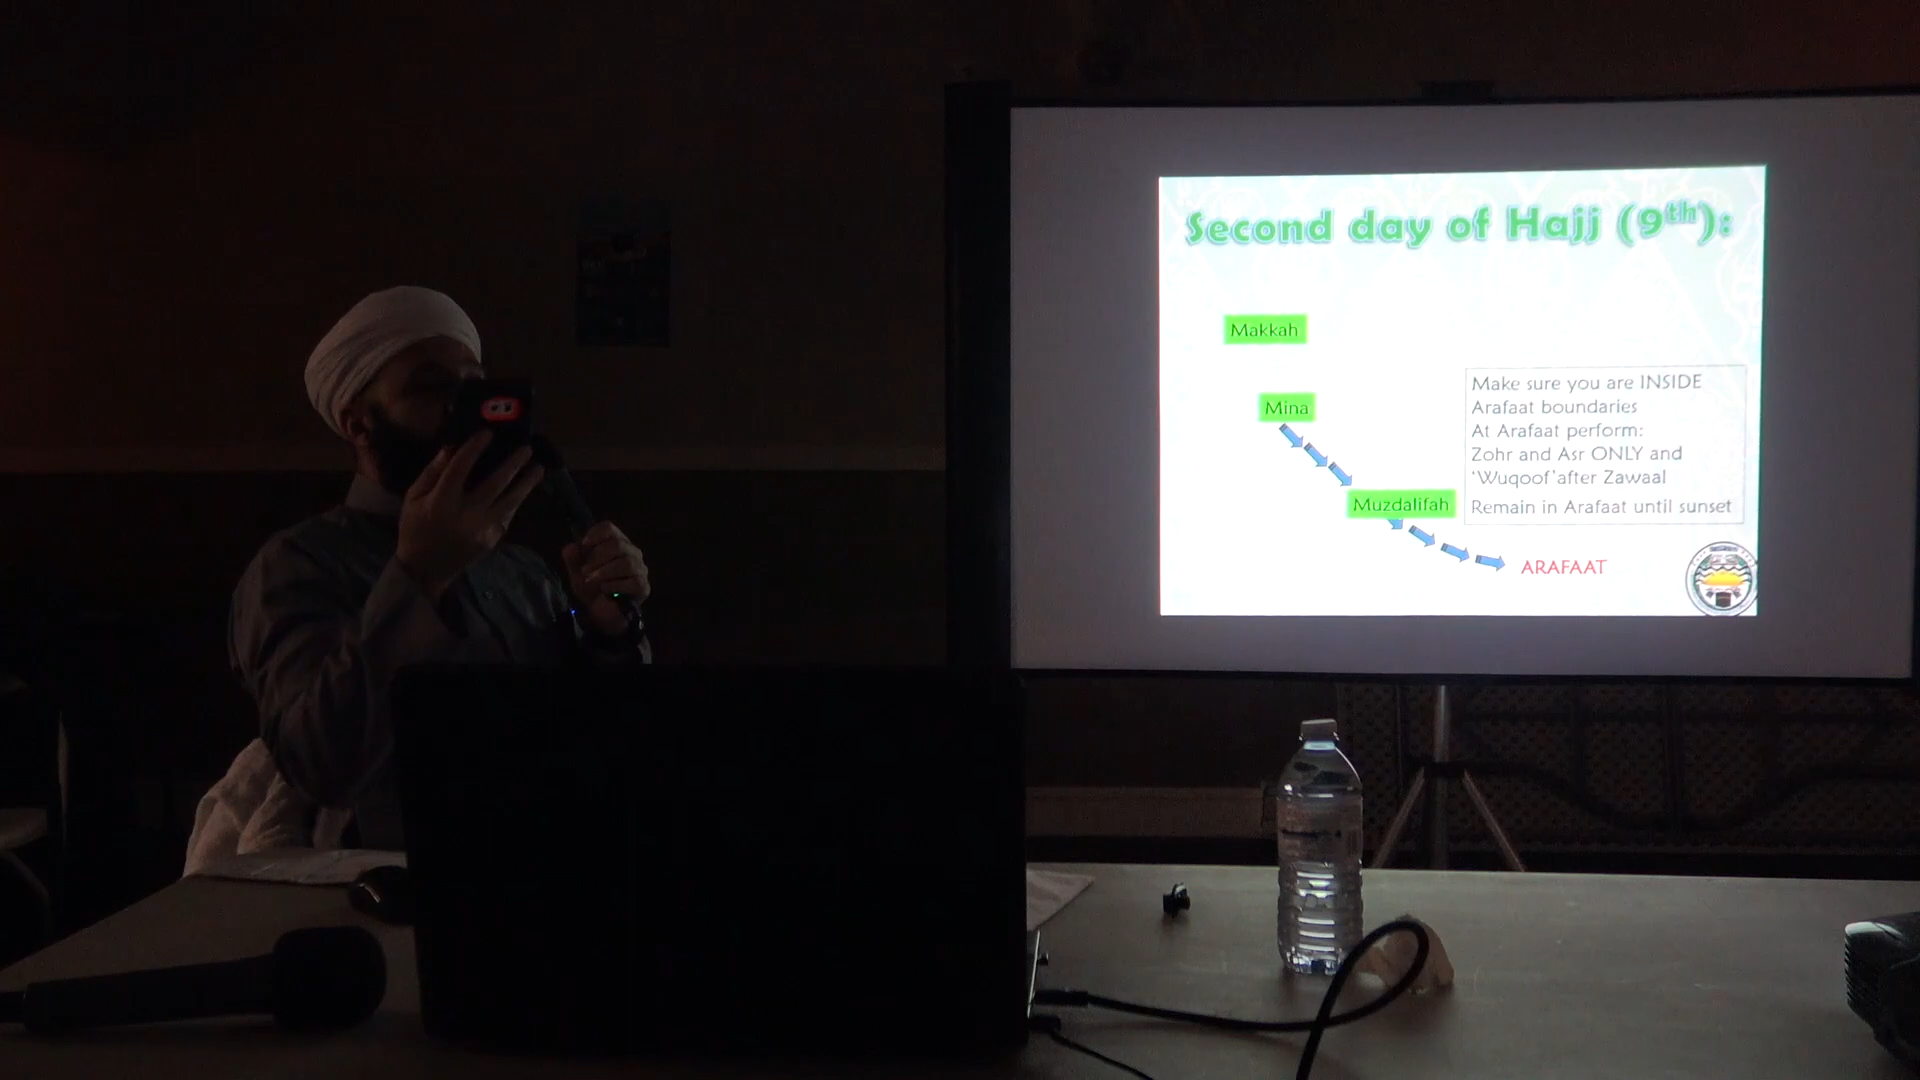 Second day of Hajj (9th):
Makkah
Mina
Muzdalifah
ARAFAAT
Make sure you are INSIDE
Arafaat boundaries
At Arafaat perform:
Zohr and Asr ONLY and
'Wuqoof'after Zawaal
Remain in Arafaat until sunset